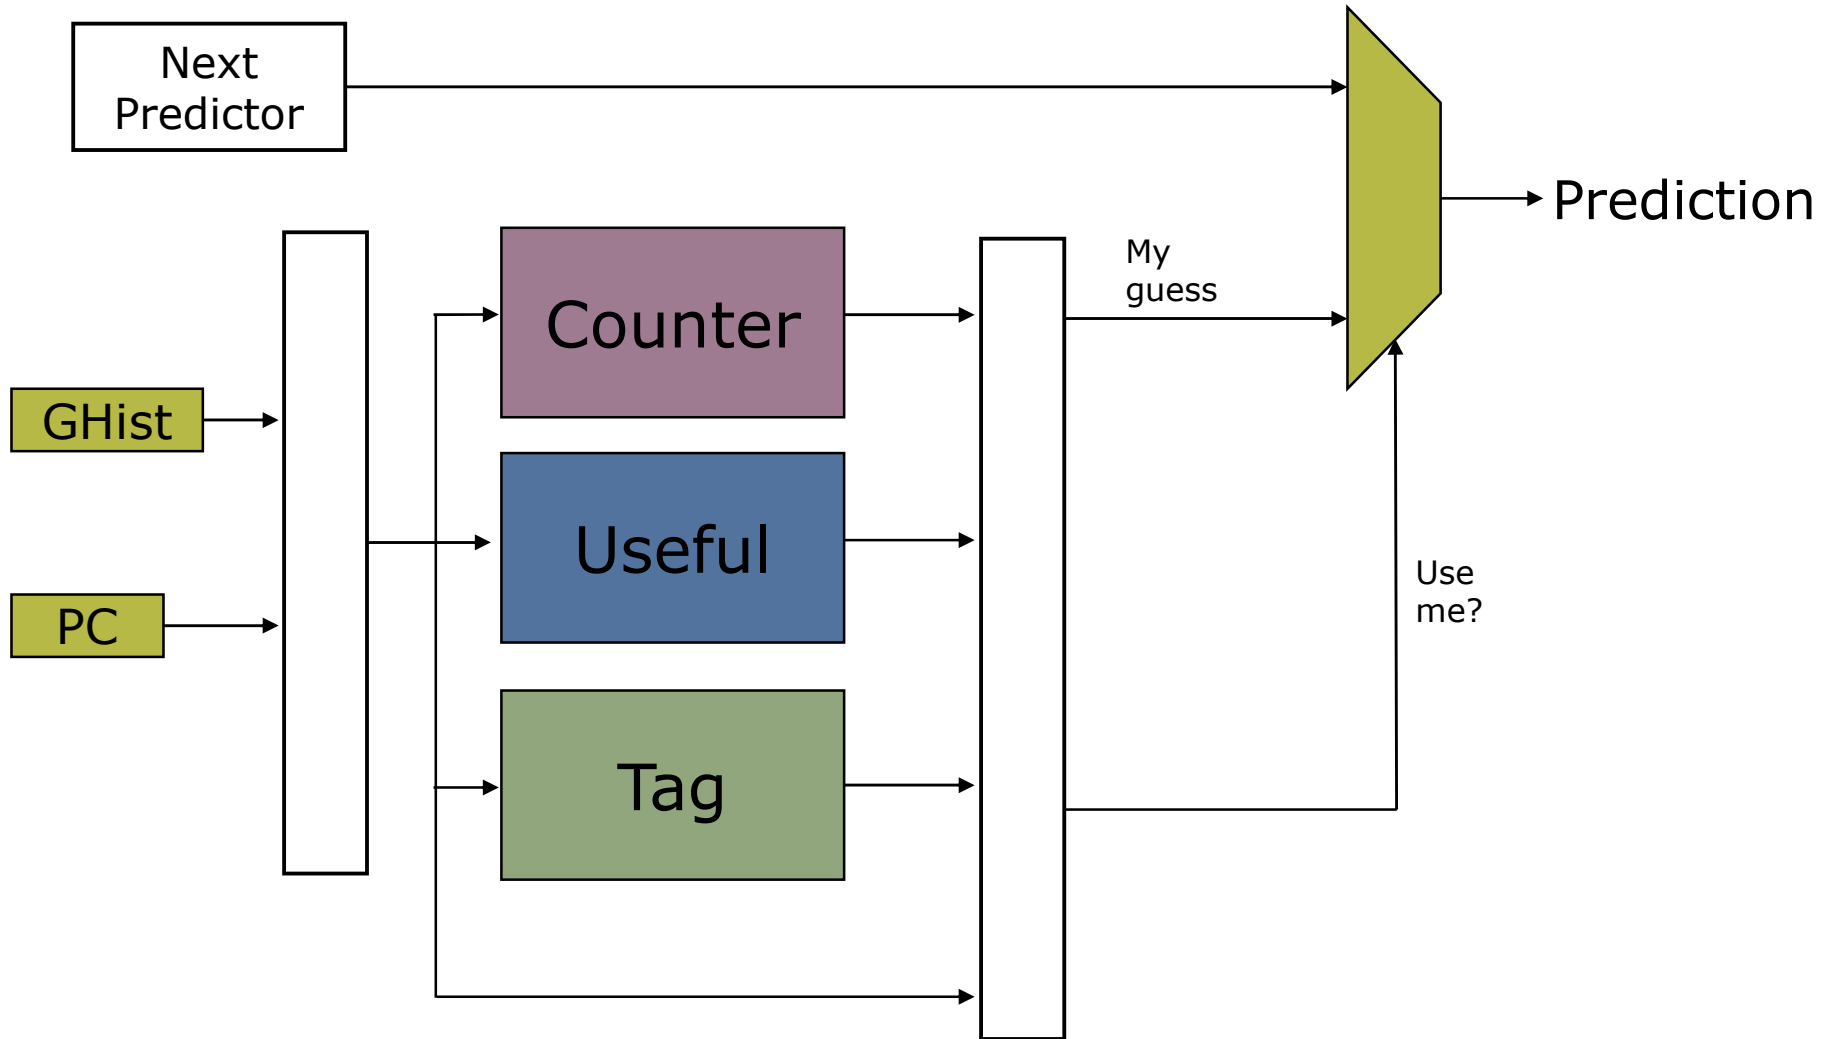 Next
Predictor
Prediction
My
guess
Counter
GHist
Useful
Use
me?
PC
Tag